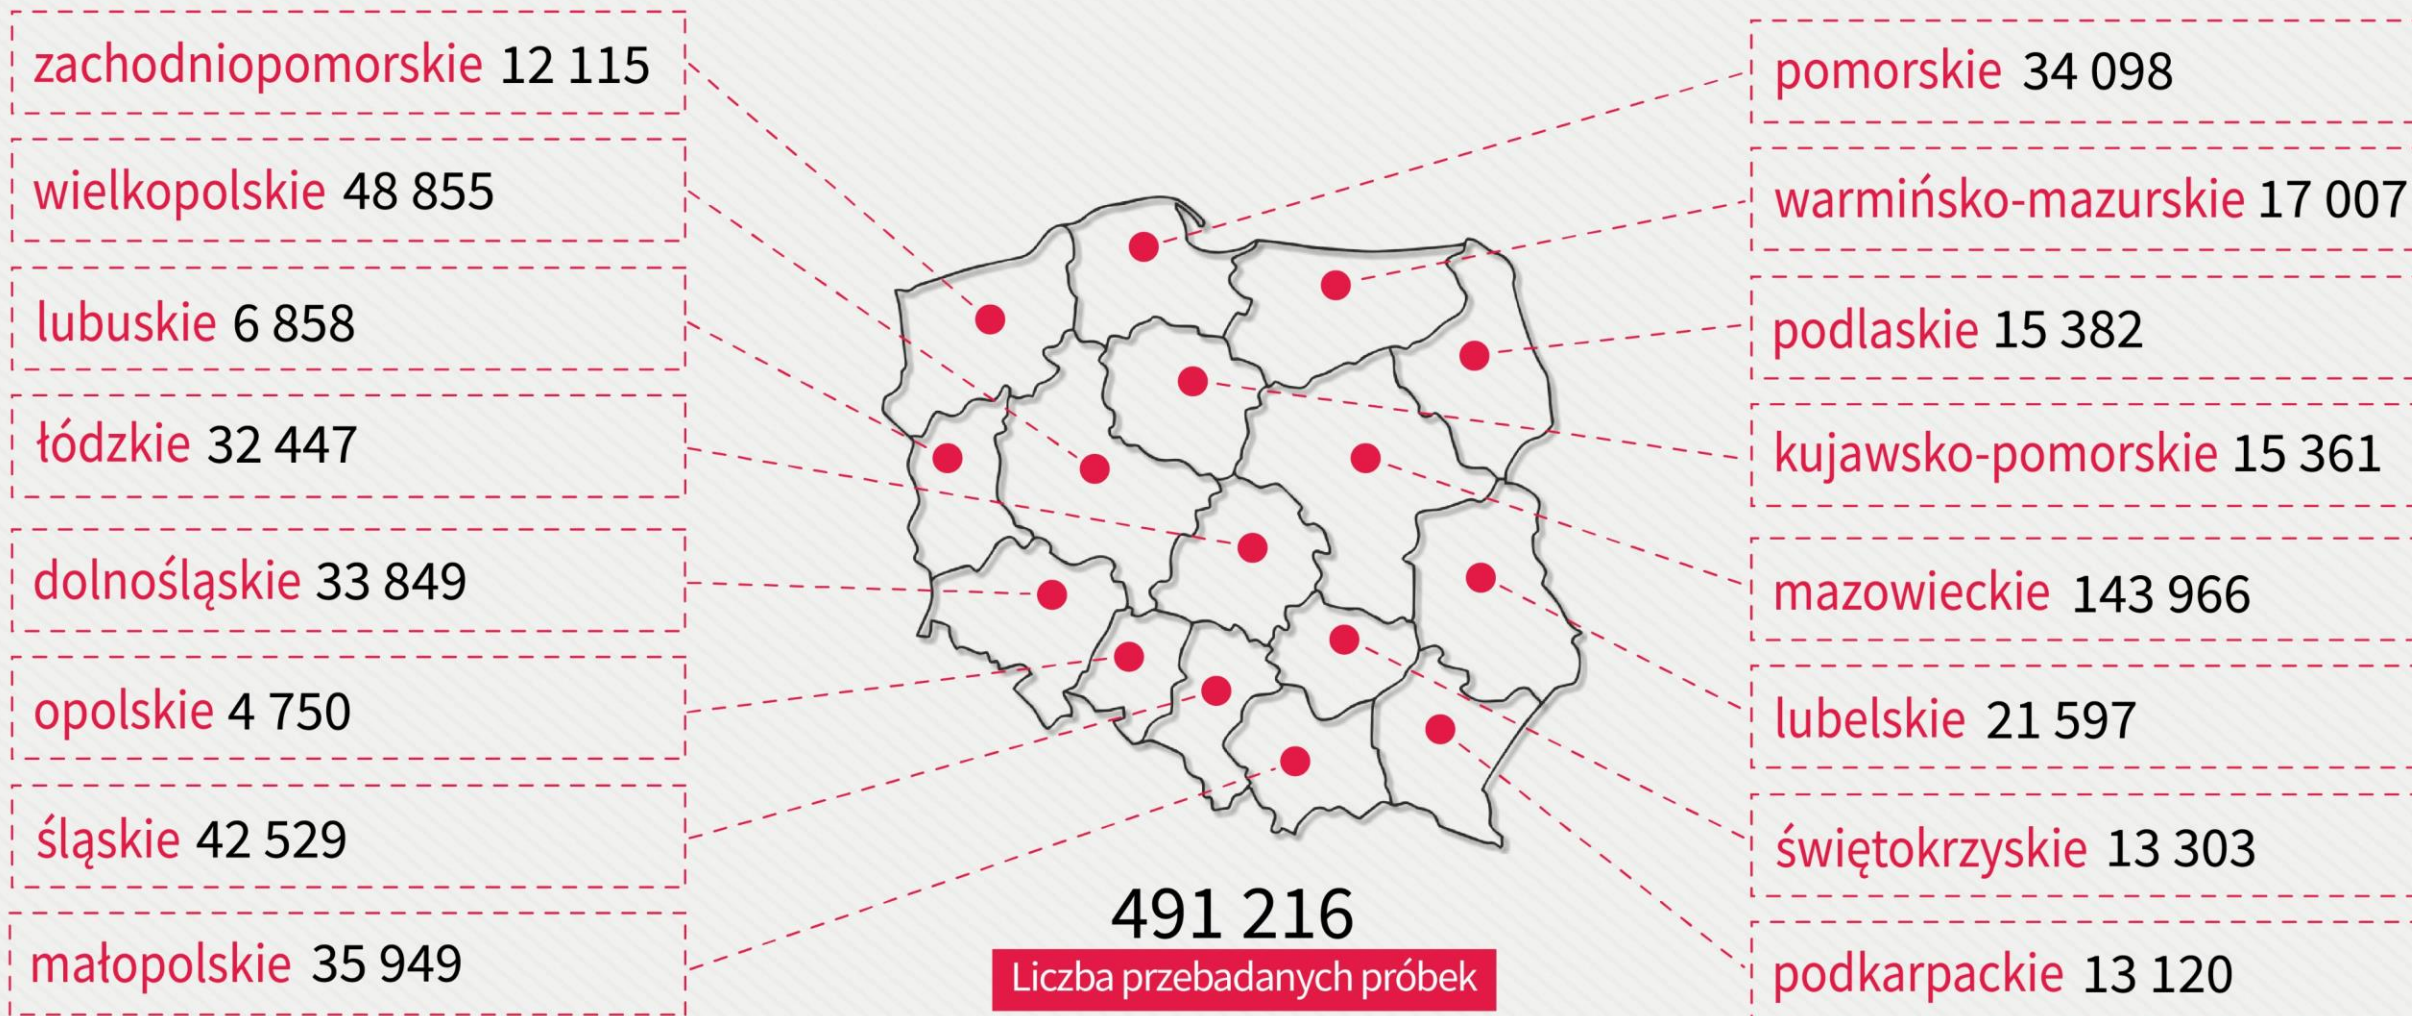 zachodniopomorskie 12 115
wielkopolskie 48 855
lubuskie 6 858
łódzkie 32 447
dolnośląskie 33 849
opolskie 4 750
śląskie 42 529
małopolskie 35 949
pomorskie 34 098
warmińsko-mazurskie 17 007
podlaskie 15 382
kujawsko-pomorskie 15 361
mazowieckie 143 966
lubelskie 21 597
świętokrzyskie 13 303
podkarpackie 13 120
491 216
Liczba przebadanych próbek